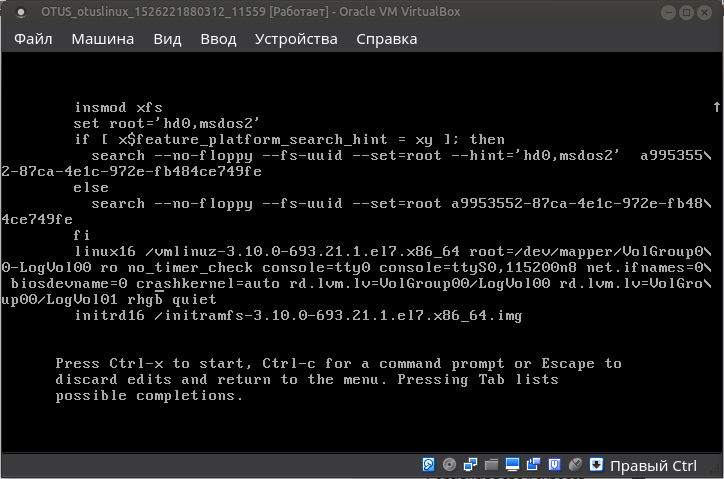 OTUS_otuslinux_1526221880312_11559 [Работает] - Oracle VM VirtualBox
Файл Машина Вид Ввод Устройства Справка
insmod xfs ↑
set root='hd0,msdos2'
if [ x$feature_platform_search_hint = xy ]; then
search --no-floppy --fs-uuid --set=root --hint='hd0,msdos2' a995355\
2-87ca-4e1c-972e-fb484ce749fe
else
search --no-floppy --fs-uuid --set=root a9953552-87ca-4e1c-972e-fb48\
4ce749fe
fi
linux16 /vmlinuz-3.10.0-693.21.1.el7.x86_64 root=/dev/mapper/VolGroup0\
0-LogVol00 ro no_timer_check console=tty0 console=ttyS0,115200n8 net.ifnames=0\
biosdevname=0 crashkernel=auto rd.lvm.lv=VolGroup00/LogVol00 rd.lvm.lv=VolGro\
up00/LogVol01 rhgb quiet
initrd16 /initramfs-3.10.0-693.21.1.el7.x86_64.img
Press Ctrl-x to start, Ctrl-c for a command prompt or Escape to
discard edits and return to the menu. Pressing Tab lists
possible completions.
Правый Ctrl